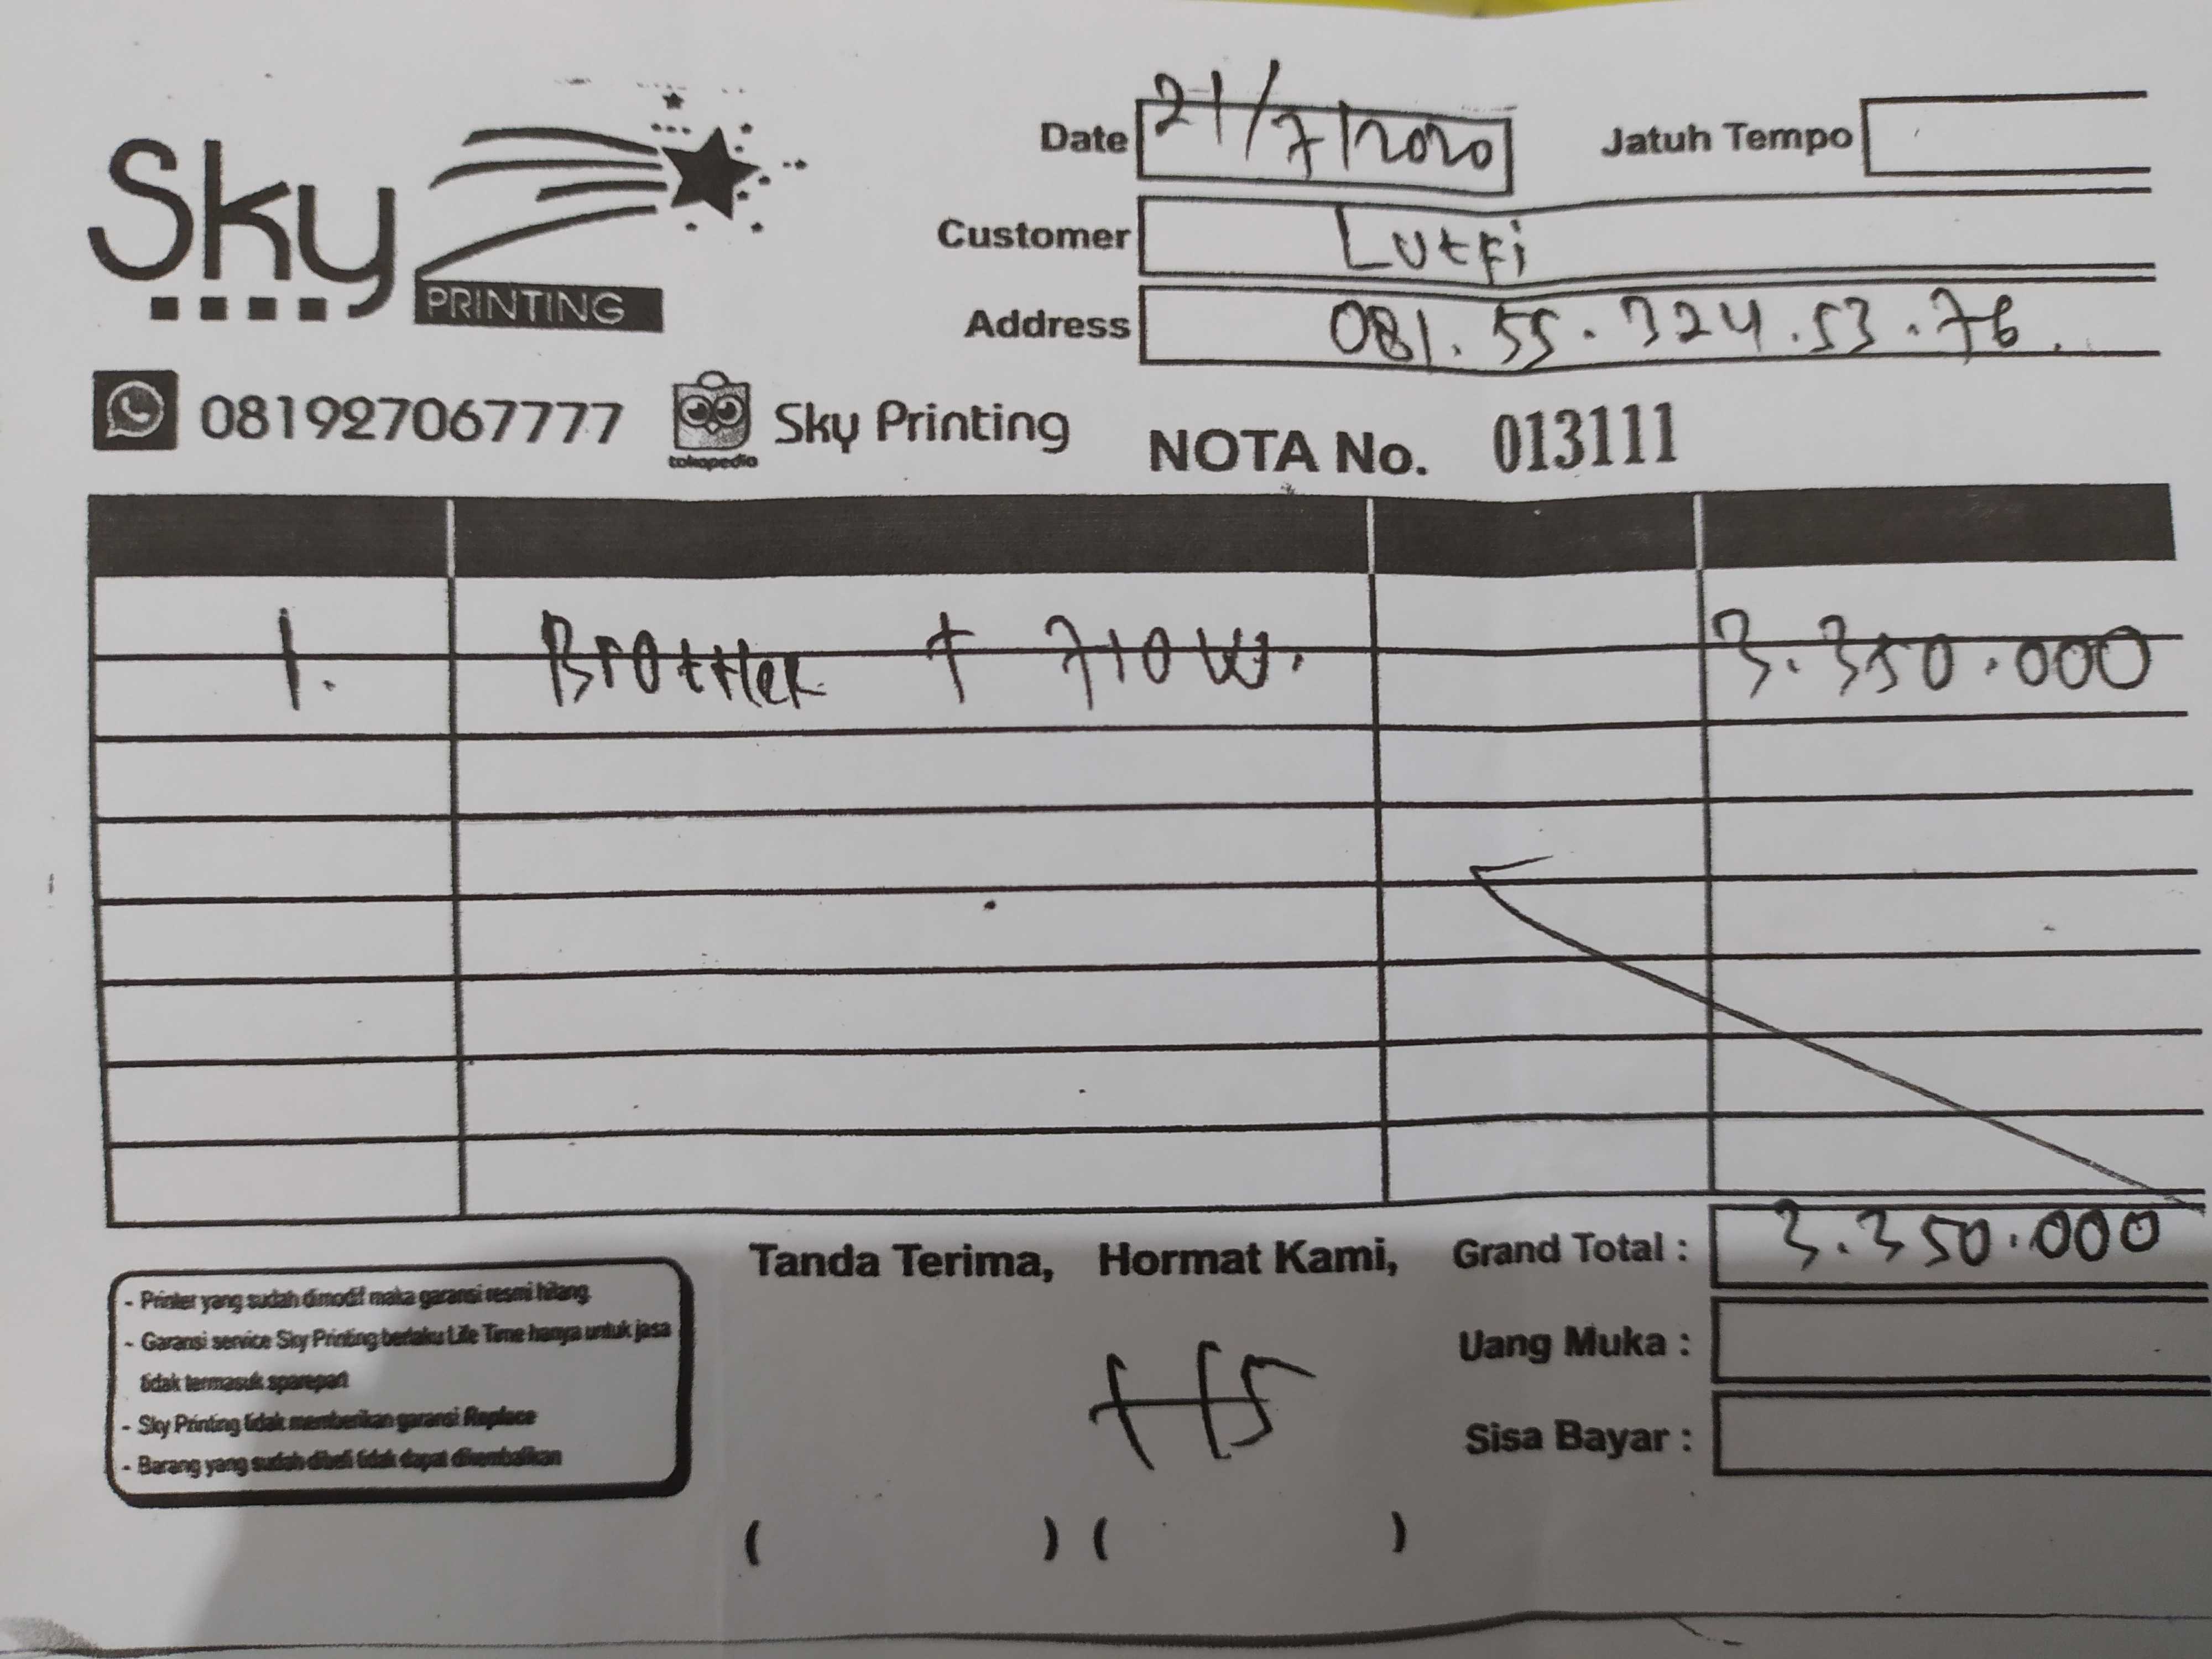 Sky
PRINTING
Date 21/7/2020 Jatuh Tempo
Customer Lutfi
Address 081.55.324.53.76.
081927067777 tokopedia Sky Printing NOTA No. 013111
1. Brother T 710 W. 3.350.000
Tanda Terima, Hormat Kami, Grand Total : 3.350.000
- Printer yang sudah dimodif maka garansi resmi hilang
- Garansi service Sky Printing berlaku Life Time hanya untuk jasa
tidak termasuk sparepart
- Sky Printing tidak memberikan garansi Replace
- Barang yang sudah dibeli tidak dapat dikembalikan
Uang Muka :
Sisa Bayar :
( ) ( )